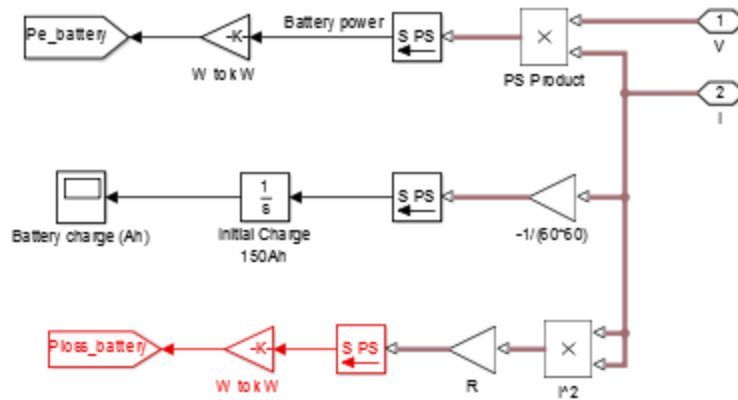 Battery power
Pe_battery
-K-
S PS
×
1
V
W to kW
PS Product
2
I
1
s
S PS
Battery charge (Ah)
Initial Charge
150Ah
-1/(60*60)
Ploss_battery
-K-
S PS
×
W to kW
R
I^2